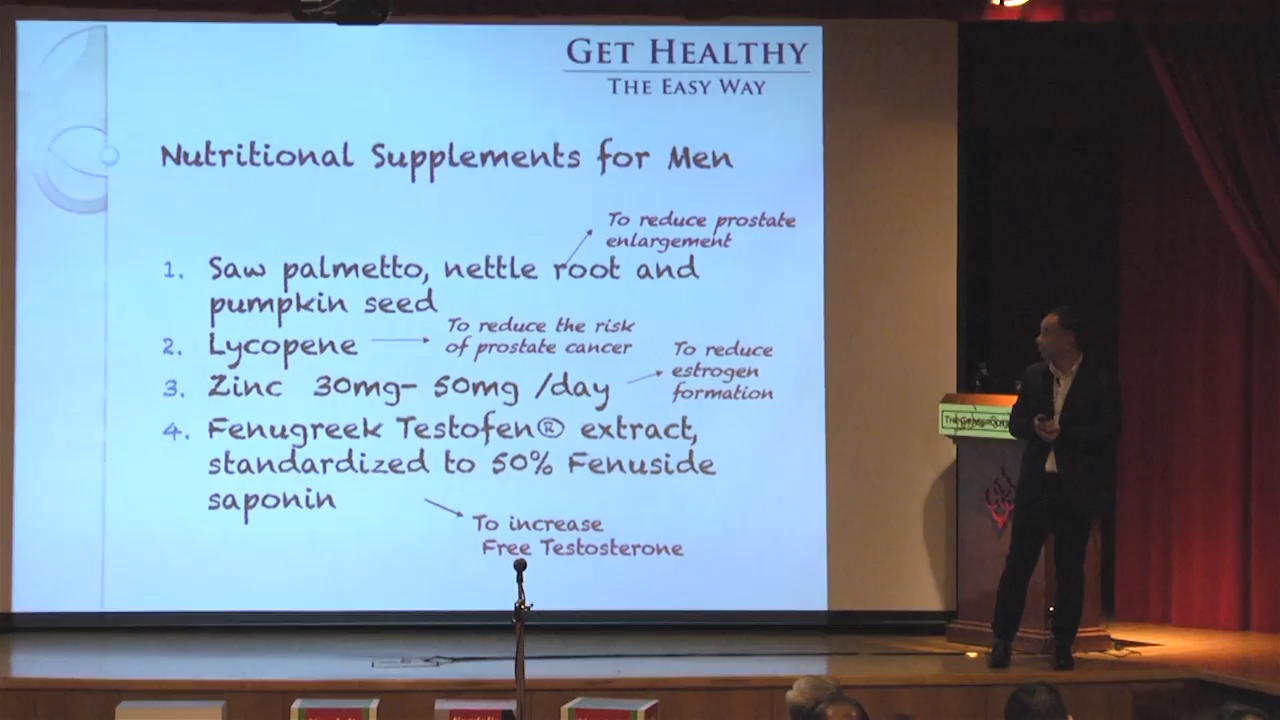 GET HEALTHY
THE EASY WAY
Nutritional Supplements for Men
To reduce prostate
enlargement
1. Saw palmetto, nettle root and
pumpkin seed
To reduce the risk
of prostate cancer
2. Lycopene
To reduce
estrogen
formation
3. Zinc 30mg- 50mg /day
4. Fenugreek Testofen® extract,
standardized to 50% Fenuside
saponin
To increase
Free Testosterone